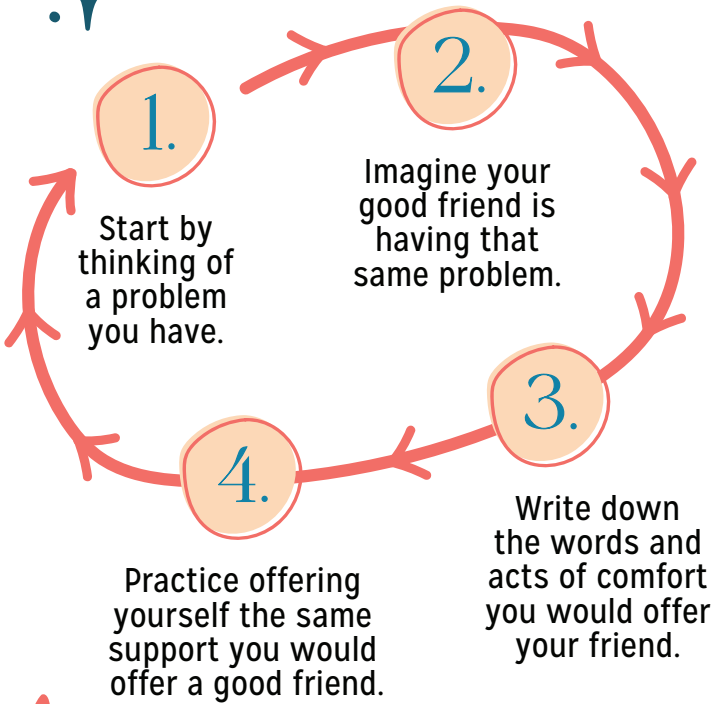 1.
Start by
thinking of
a problem
you have.
2.
Imagine your
good friend is
having that
same problem.
3.
Write down
the words and
acts of comfort
you would offer
your friend.
4.
Practice offering
yourself the same
support you would
offer a good friend.